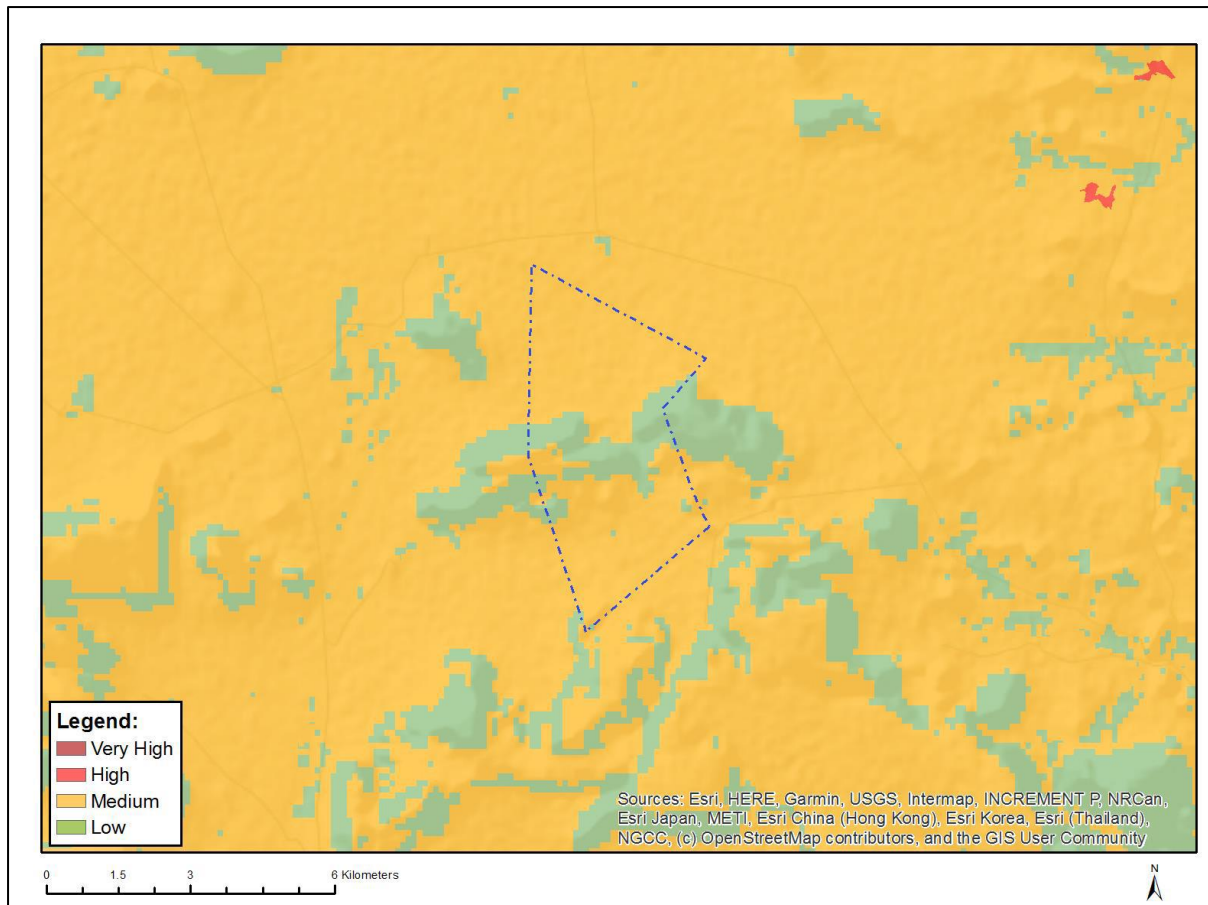 Legend:
Very High
High
Medium
Low
Sources: Esri, HERE, Garmin, USGS, Intermap, INCREMENT P, NRCan,
Esri Japan, METI, Esri China (Hong Kong), Esri Korea, Esri (Thailand),
NGCC, (c) OpenStreetMap contributors, and the GIS User Community
0 1.5 3 6 Kilometers
N